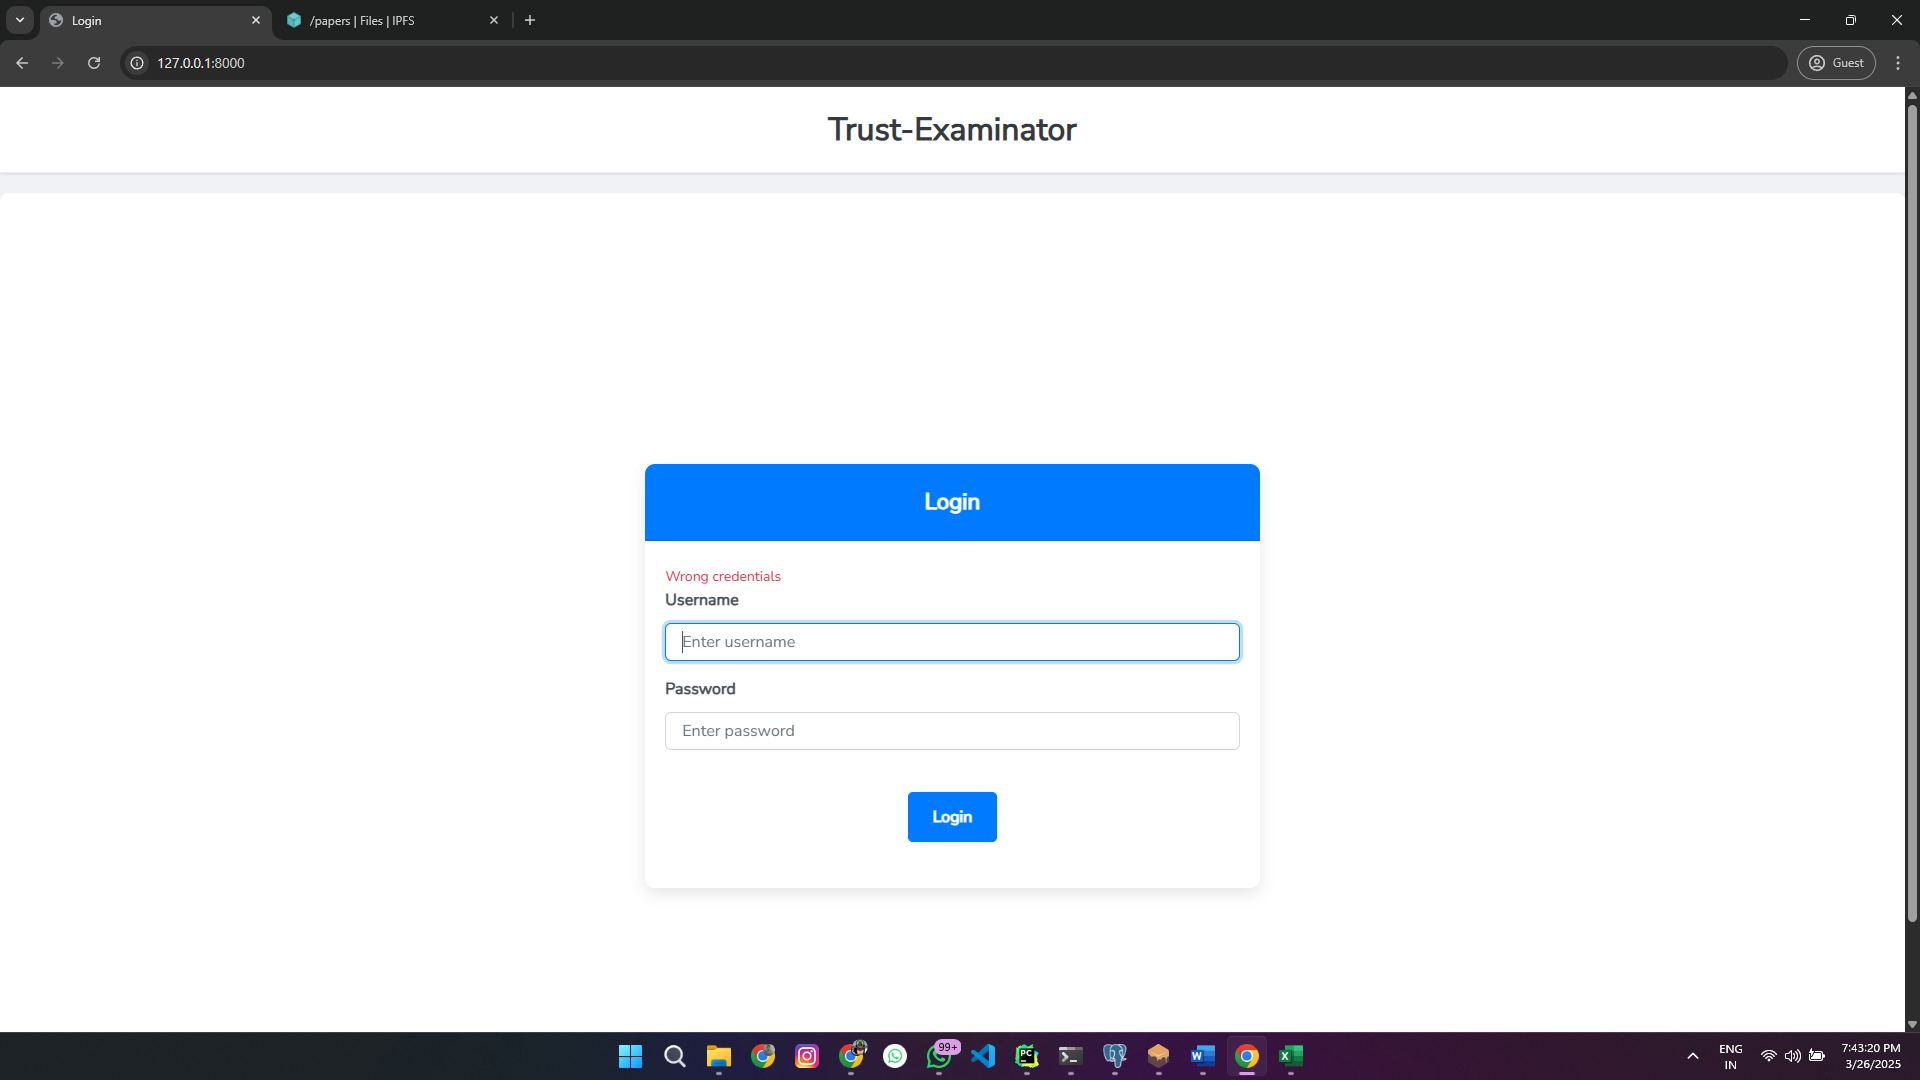 Login
/papers | Files | IPFS
127.0.0.1:8000
Guest
Trust-Examinator
Login
Wrong credentials
Username
Enter username
Password
Enter password
Login
99+
PC
W
X
ENG
IN
7:43:20 PM
3/26/2025